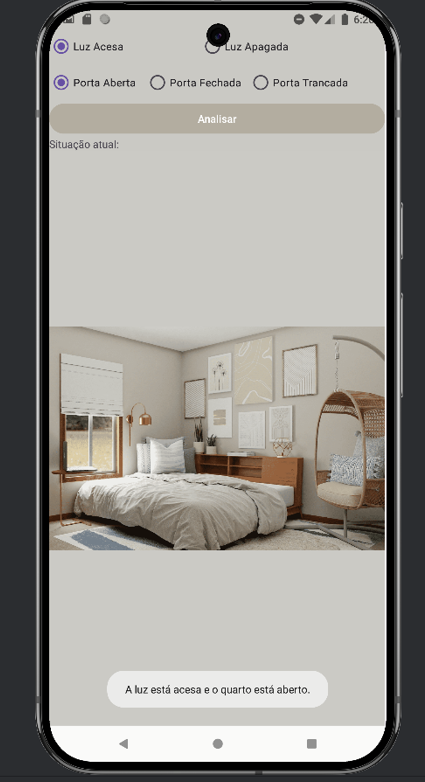 Luz Acesa Luz Apagada
Porta Aberta Porta Fechada Porta Trancada
Analisar
Situação atual:
A luz está acesa e o quarto está aberto.